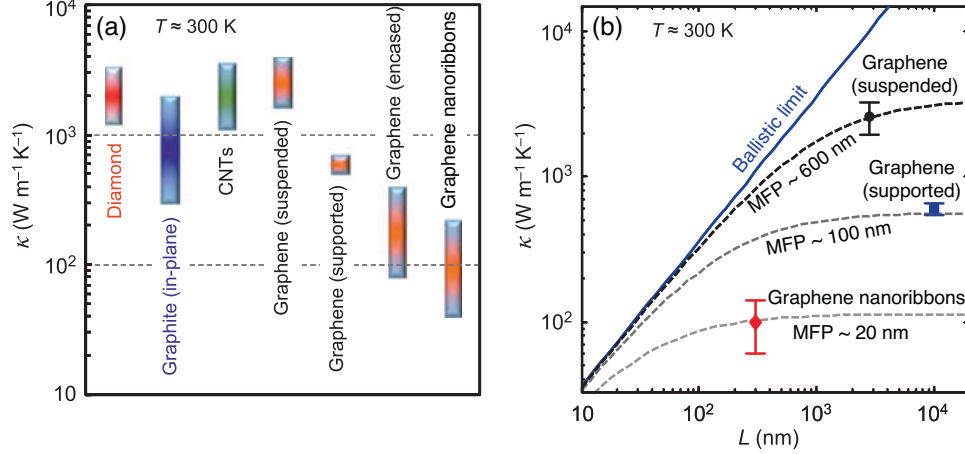 (a)
T ≈ 300 K
κ (W m⁻¹ K⁻¹)
10³
10²
10
Diamond
Graphite (in-plane)
CNTs
Graphene (suspended)
Graphene (supported)
Graphene (encased)
Graphene nanoribbons
(b)
T ≈ 300 K
κ (W m⁻¹ K⁻¹)
10⁴
10³
10²
Ballistic limit
Graphene
(suspended)
MFP ~ 600 nm
Graphene
(supported)
MFP ~ 100 nm
Graphene nanoribbons
MFP ~ 20 nm
10
10²
10³
10⁴
L (nm)